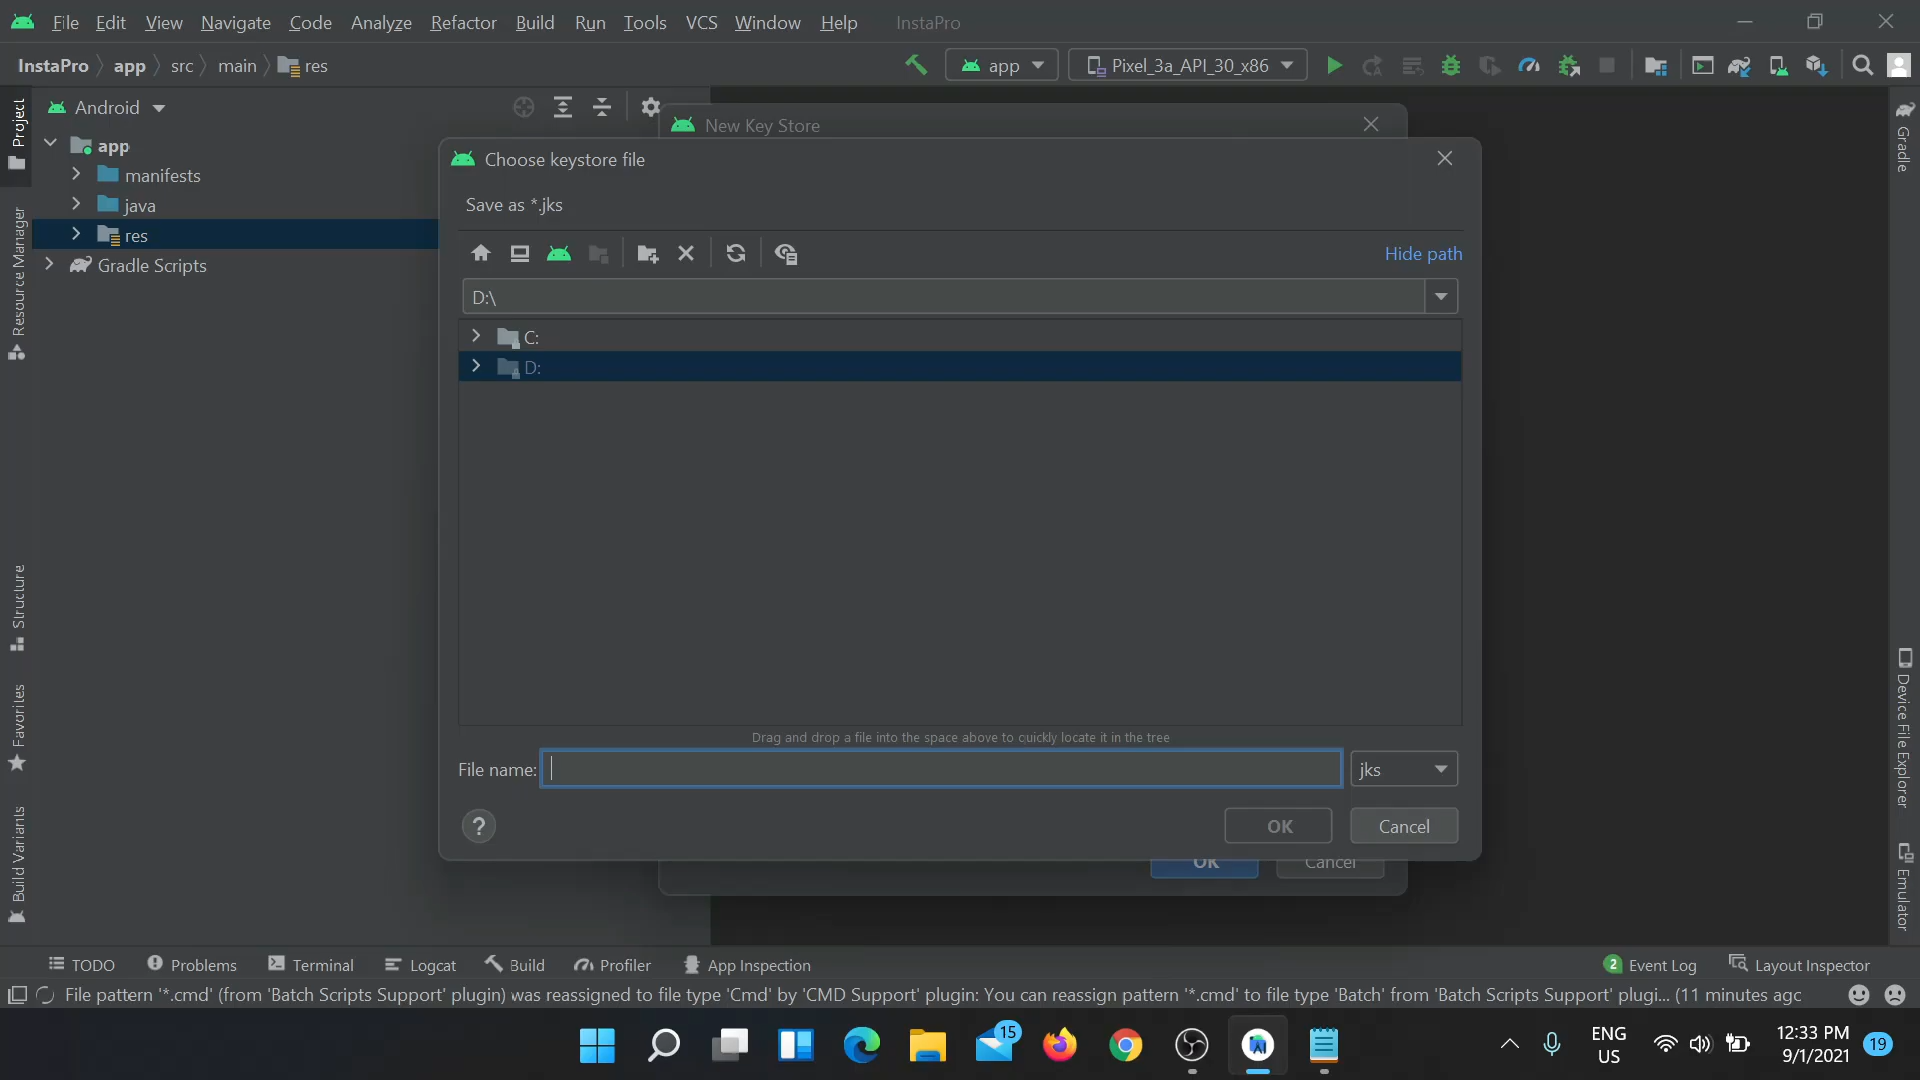 File Edit View Navigate Code Analyze Refactor Build Run Tools VCS Window Help InstaPro
InstaPro app src main res
app Pixel_3a_API_30_x86
Project
Android
New Key Store
Gradle
app
Choose keystore file
manifests
java
Save as *.jks
res
Resource Manager
Gradle Scripts
Hide path
D:\
C:
D:
Structure
Favorites
Device File Explorer
Drag and drop a file into the space above to quickly locate it in the tree
File name:
jks
OK Cancel
?
OK Cancel
Build Variants
Emulator
TODO Problems Terminal Logcat Build Profiler App Inspection
2 Event Log Layout Inspector
File pattern '*.cmd' (from 'Batch Scripts Support' plugin) was reassigned to file type 'Cmd' by 'CMD Support' plugin: You can reassign pattern '*.cmd' to file type 'Batch' from 'Batch Scripts Support' plugi... (11 minutes agc
15
ENG
US
12:33 PM
9/1/2021
19